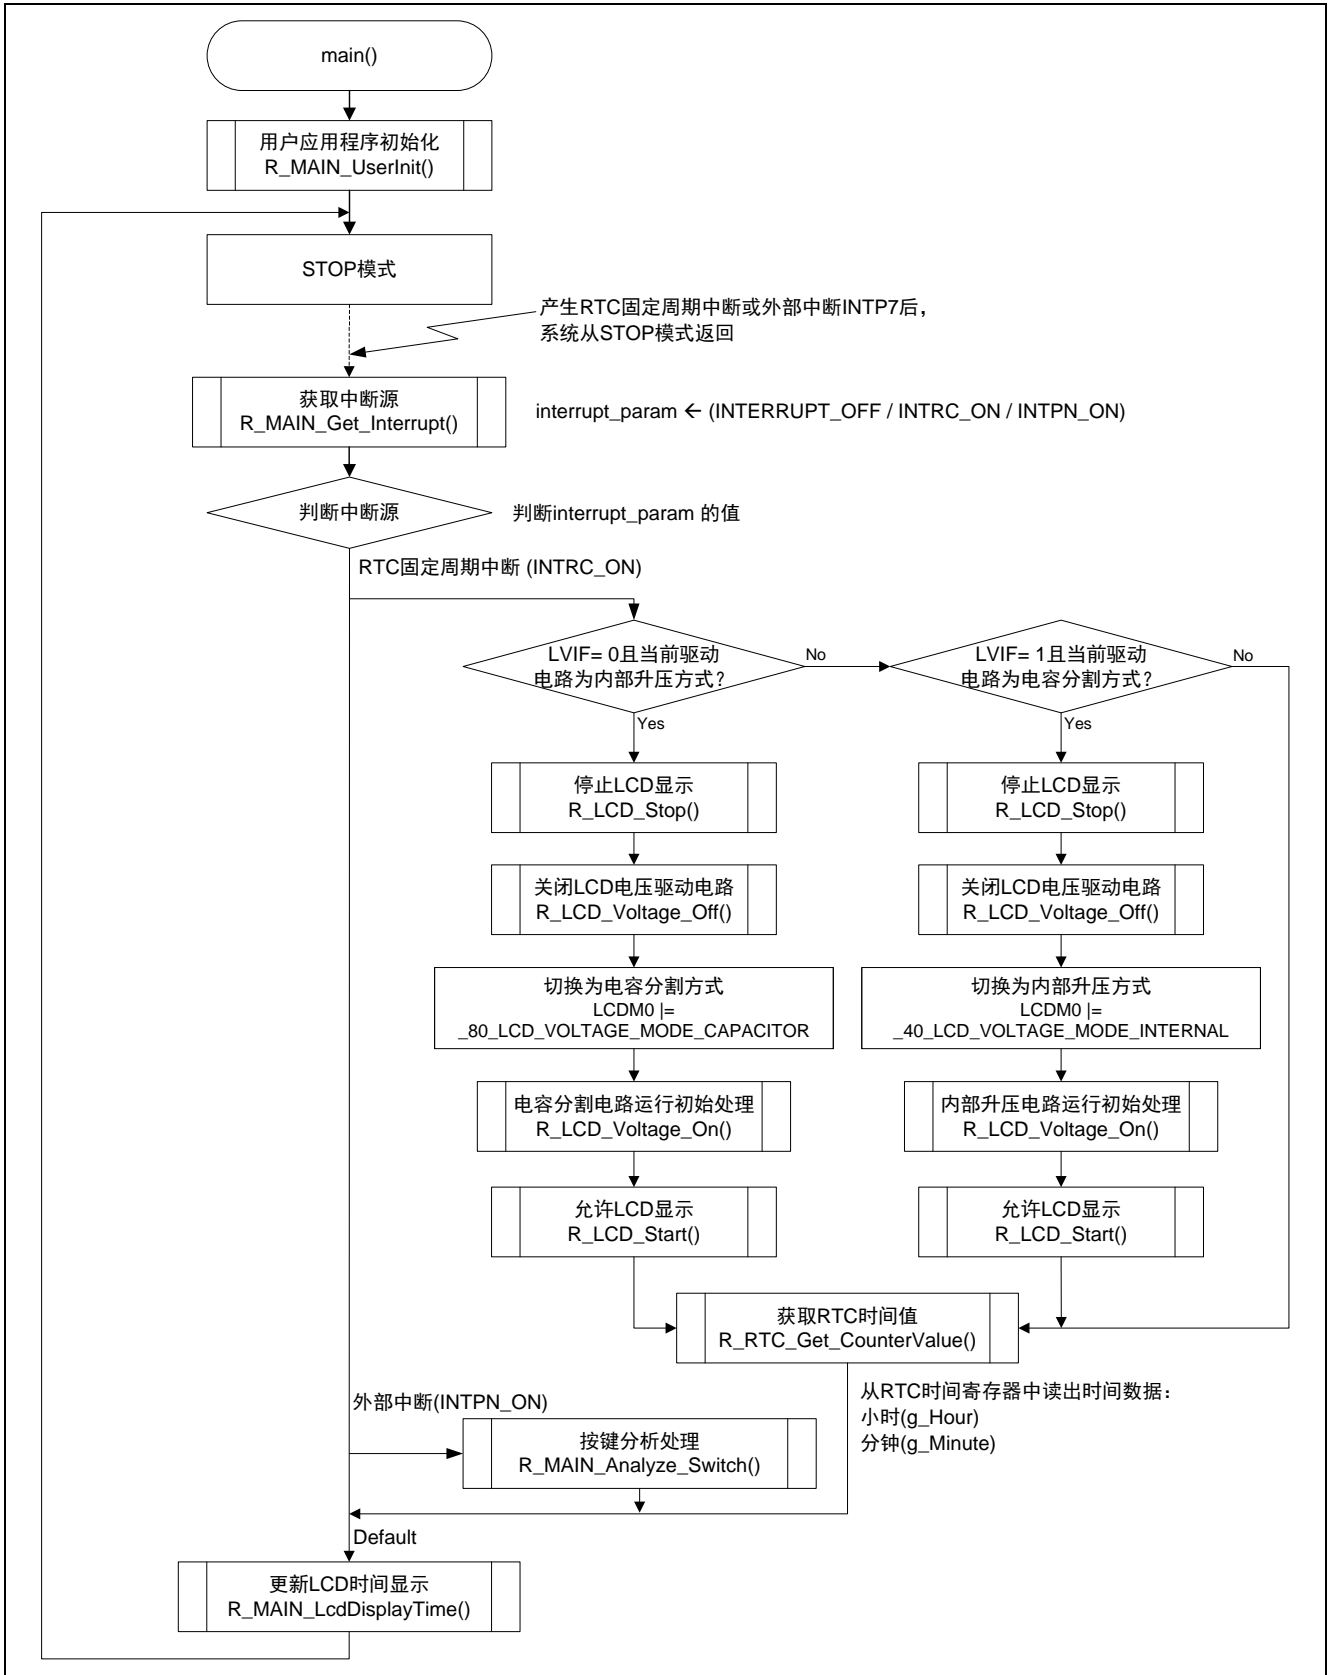 main()
用户应用程序初始化
R_MAIN_UserInit()
STOP模式
产生RTC固定周期中断或外部中断INTP7后，
系统从STOP模式返回
获取中断源
R_MAIN_Get_Interrupt()
interrupt_param ← (INTERRUPT_OFF / INTRC_ON / INTPN_ON)
判断中断源
判断interrupt_param 的值
RTC固定周期中断 (INTRC_ON)
LVIF= 0且当前驱动
电路为内部升压方式？
No
LVIF= 1且当前驱动
电路为电容分割方式？
No
Yes
Yes
停止LCD显示
R_LCD_Stop()
停止LCD显示
R_LCD_Stop()
关闭LCD电压驱动电路
R_LCD_Voltage_Off()
关闭LCD电压驱动电路
R_LCD_Voltage_Off()
切换为电容分割方式
LCDM0 |=
_80_LCD_VOLTAGE_MODE_CAPACITOR
切换为内部升压方式
LCDM0 |=
_40_LCD_VOLTAGE_MODE_INTERNAL
电容分割电路运行初始处理
R_LCD_Voltage_On()
内部升压电路运行初始处理
R_LCD_Voltage_On()
允许LCD显示
R_LCD_Start()
允许LCD显示
R_LCD_Start()
获取RTC时间值
R_RTC_Get_CounterValue()
从RTC时间寄存器中读出时间数据：
小时(g_Hour)
分钟(g_Minute)
外部中断(INTPN_ON)
按键分析处理
R_MAIN_Analyze_Switch()
Default
更新LCD时间显示
R_MAIN_LcdDisplayTime()